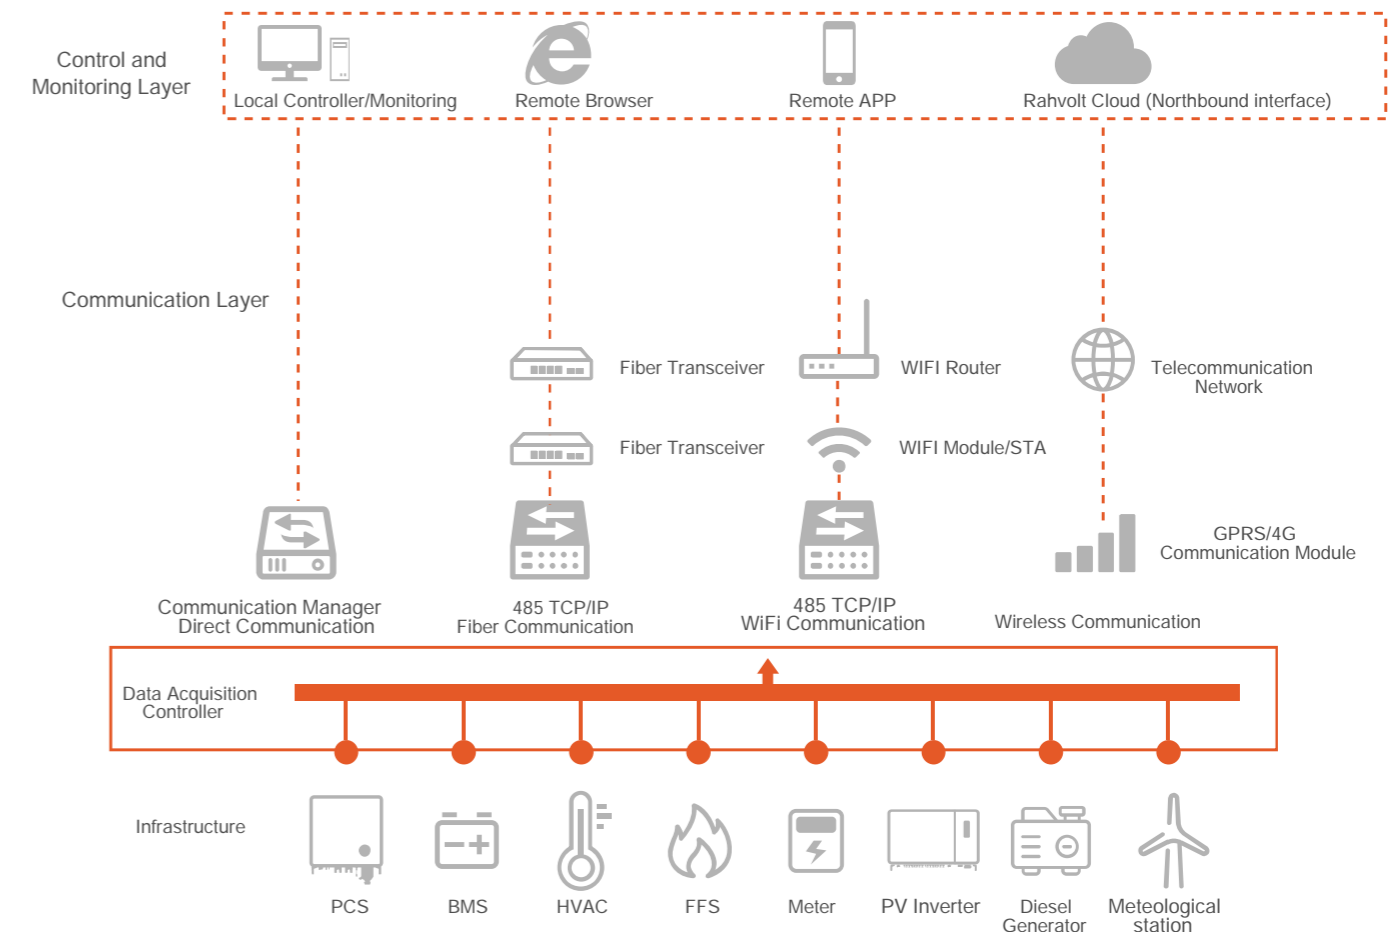 Control and
Monitoring Layer
Local Controller/Monitoring
Remote Browser
Remote APP
Rahvolt Cloud (Northbound interface)
Communication Layer
Fiber Transceiver
WIFI Router
Telecommunication
Network
Fiber Transceiver
WIFI Module/STA
GPRS/4G
Communication Module
Communication Manager
Direct Communication
485 TCP/IP
Fiber Communication
485 TCP/IP
WiFi Communication
Wireless Communication
Data Acquisition
Controller
Infrastructure
PCS
BMS
HVAC
FFS
Meter
PV Inverter
Diesel
Generator
Meteological
station